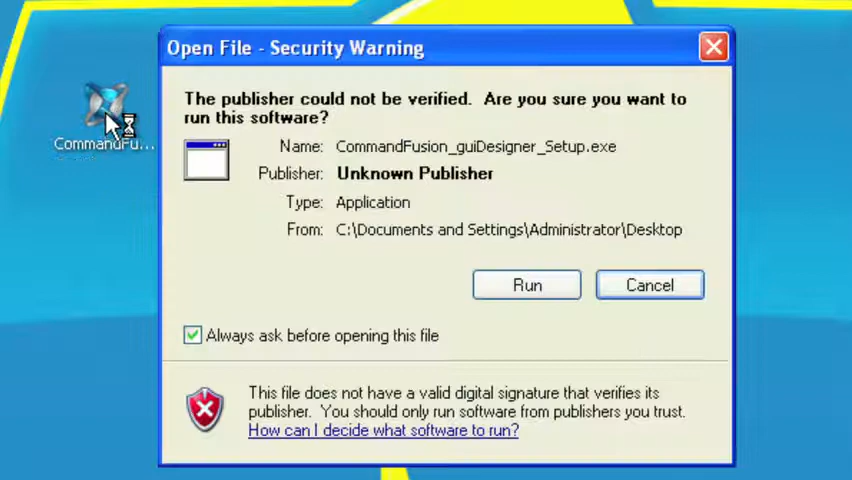 Open File - Security Warning
The publisher could not be verified. Are you sure you want to
run this software?
Name: CommandFusion_guiDesigner_Setup.exe
CommandFu...
Publisher: Unknown Publisher
Type: Application
From: C:\Documents and Settings\Administrator\Desktop
Run Cancel
Always ask before opening this file
This file does not have a valid digital signature that verifies its
publisher. You should only run software from publishers you trust.
How can I decide what software to run?